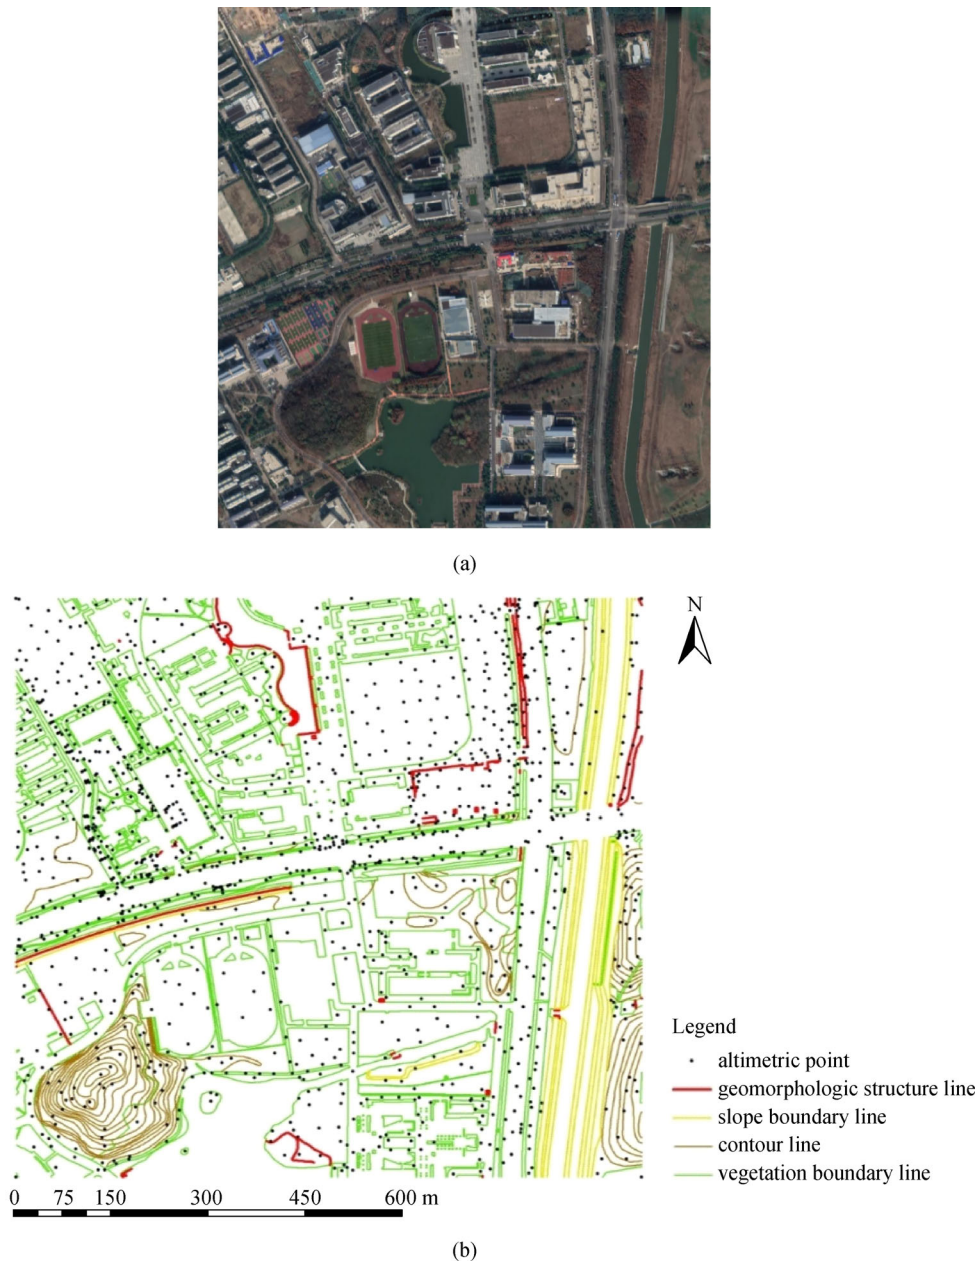 (a)
N
Legend
altimetric point
geomorphologic structure line
slope boundary line
contour line
vegetation boundary line
0 75 150 300 450 600 m
(b)